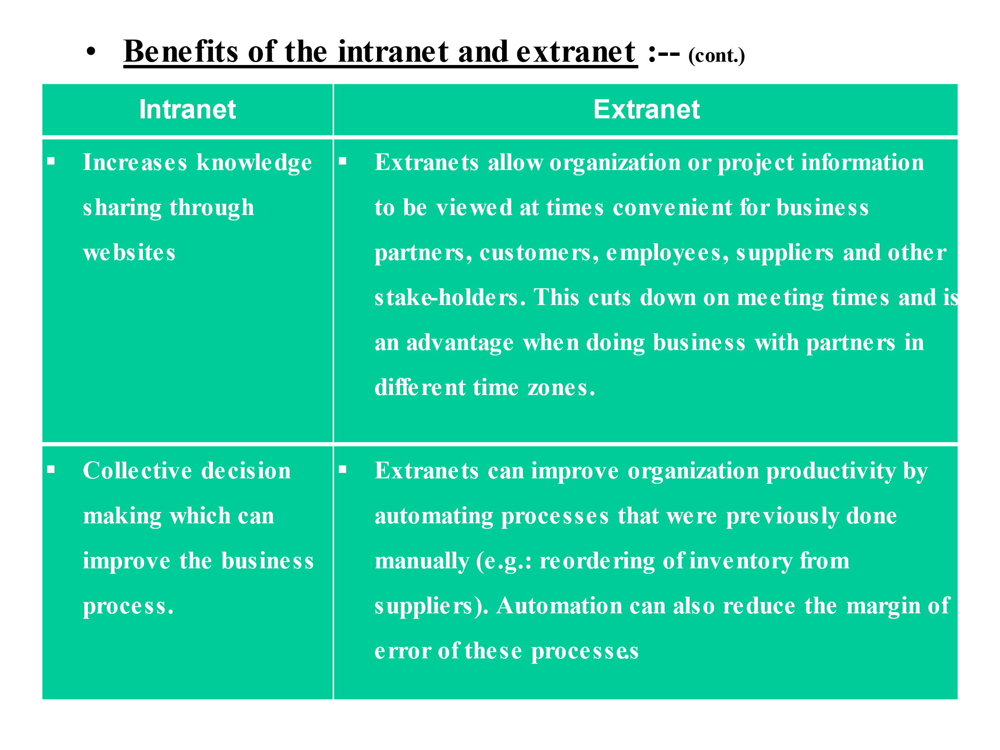 • Benefits of the intranet and extranet :-- (cont.)
Intranet
Extranet
▪ Increases knowledge
sharing through
websites
▪ Extranets allow organization or project information
to be viewed at times convenient for business
partners, customers, employees, suppliers and other
stake-holders. This cuts down on meeting times and is
an advantage when doing business with partners in
different time zones.
▪ Collective decision
making which can
improve the business
process.
▪ Extranets can improve organization productivity by
automating processes that were previously done
manually (e.g.: reordering of inventory from
suppliers). Automation can also reduce the margin of
error of these processes.